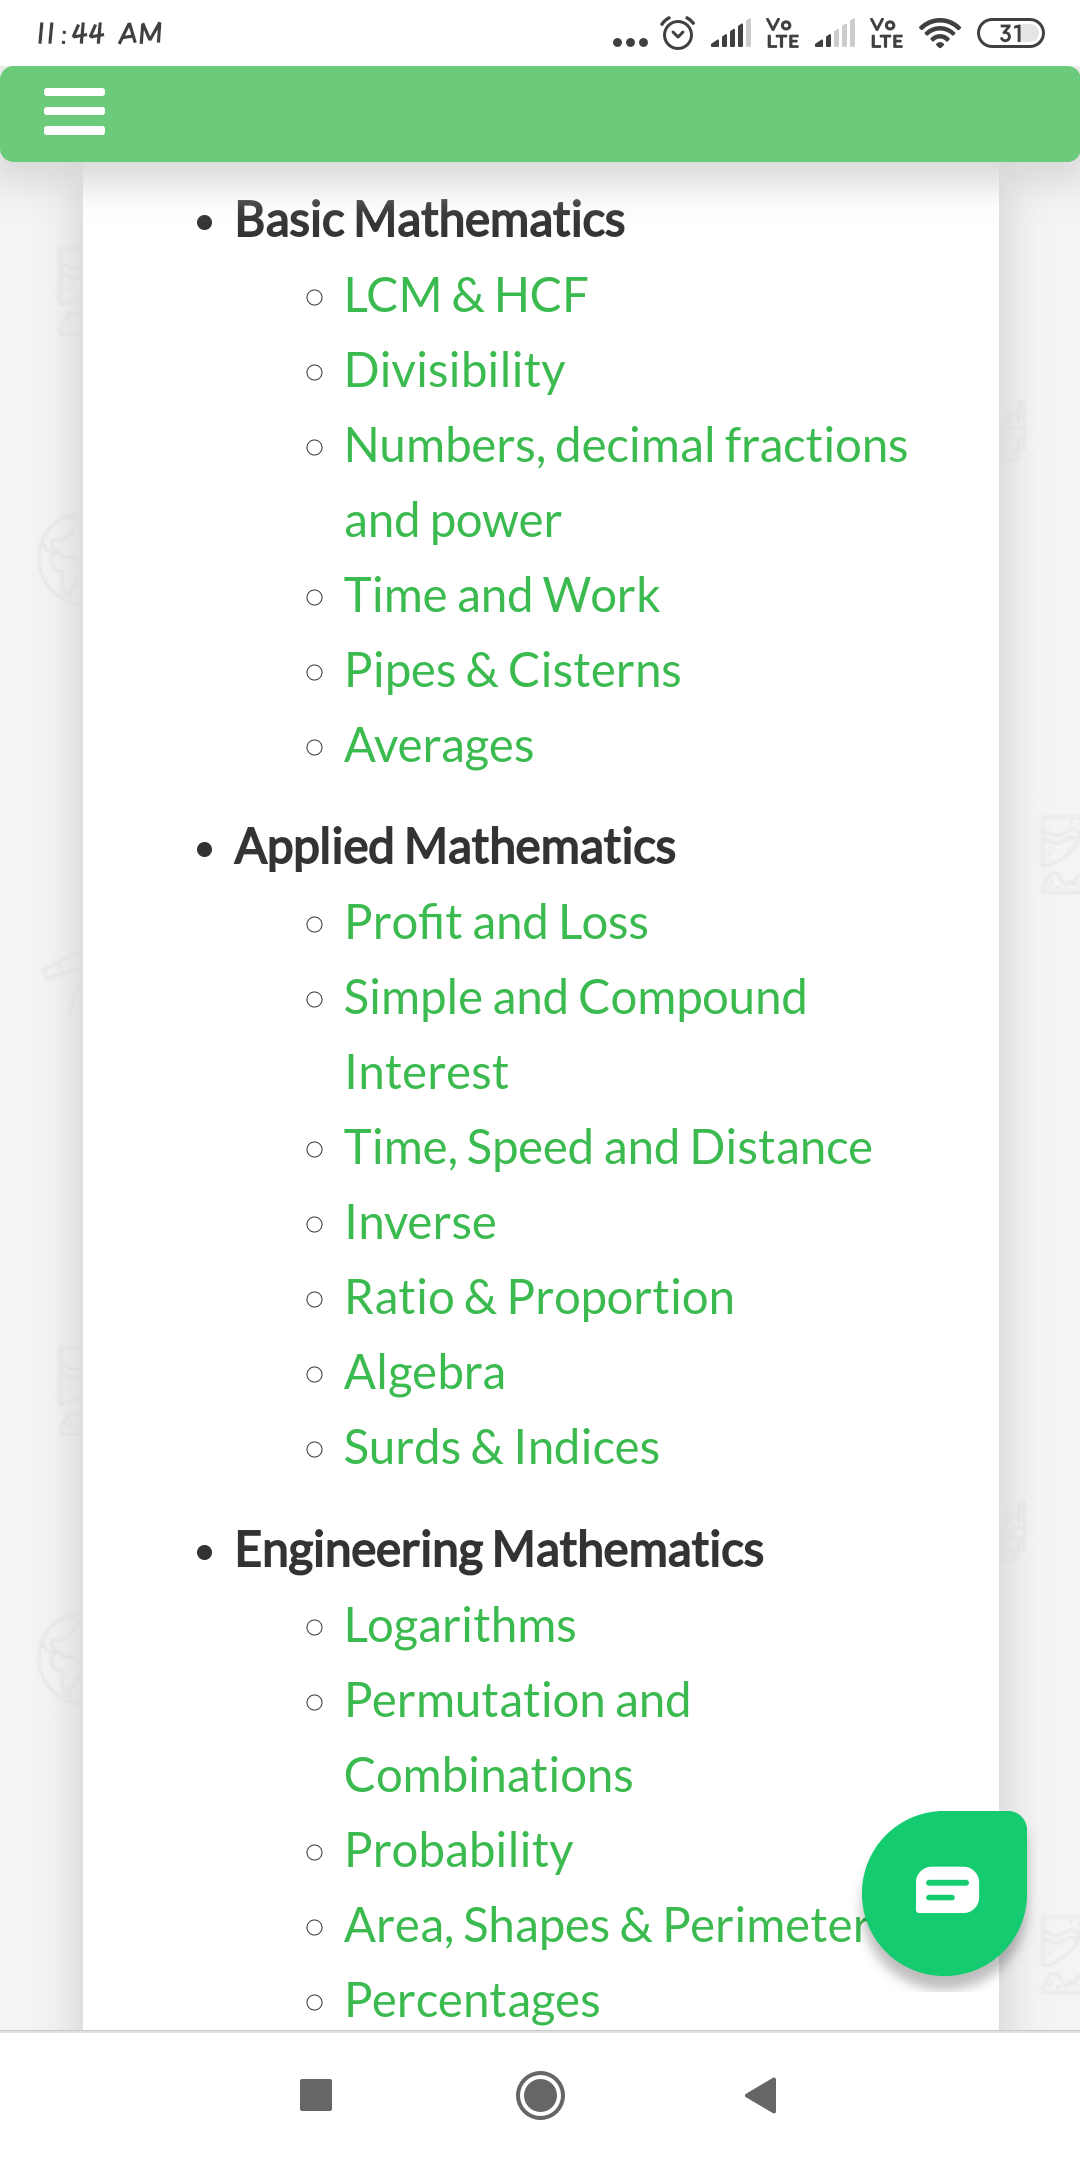 11:44 AM
Vo LTE
Vo LTE
31
Basic Mathematics
LCM & HCF
Divisibility
Numbers, decimal fractions
and power
Time and Work
Pipes & Cisterns
Averages
Applied Mathematics
Profit and Loss
Simple and Compound
Interest
Time, Speed and Distance
Inverse
Ratio & Proportion
Algebra
Surds & Indices
Engineering Mathematics
Logarithms
Permutation and
Combinations
Probability
Area, Shapes & Perimeter
Percentages